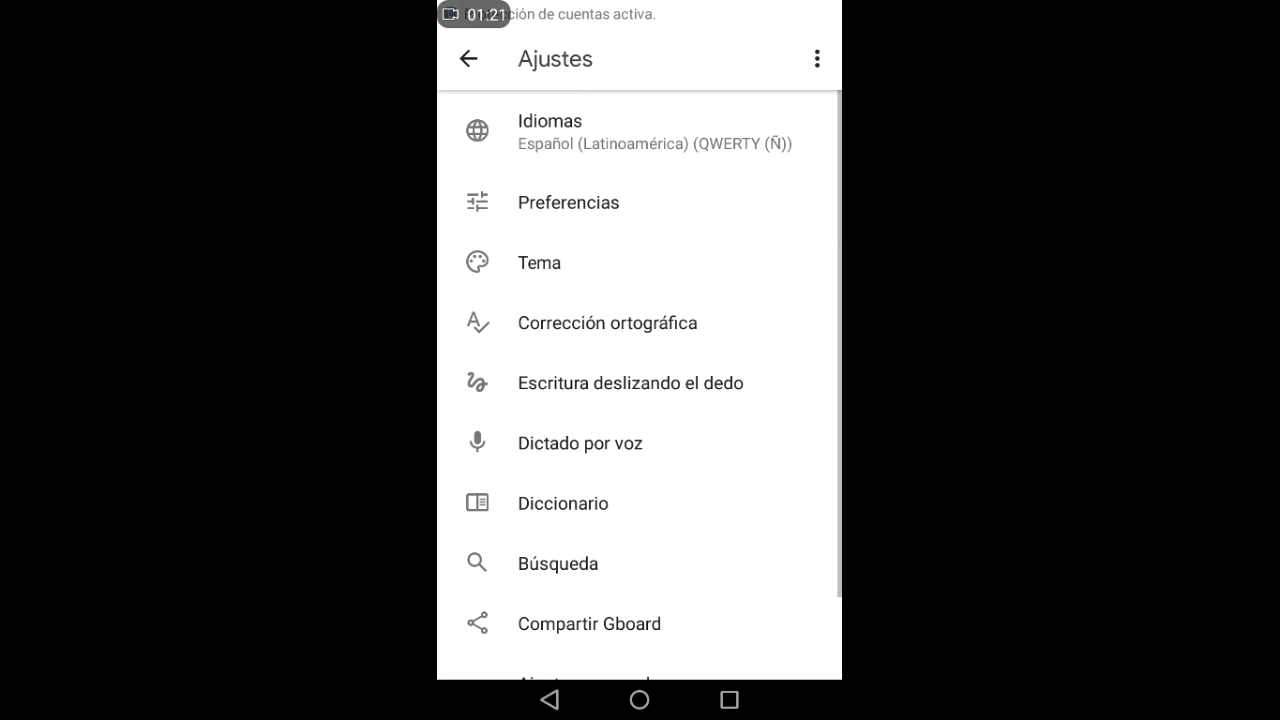 01:21 ción de cuentas activa.
Ajustes
Idiomas
Español (Latinoamérica) (QWERTY (Ñ))
Preferencias
Tema
Corrección ortográfica
Escritura deslizando el dedo
Dictado por voz
Diccionario
Búsqueda
Compartir Gboard